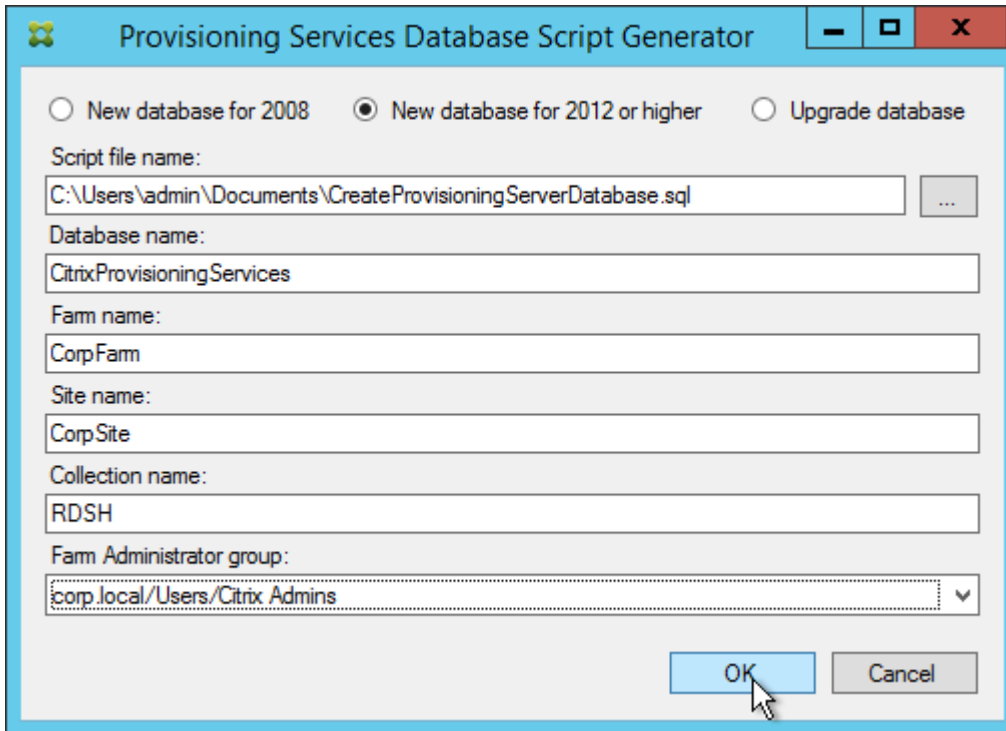 Provisioning Services Database Script Generator
New database for 2008 New database for 2012 or higher Upgrade database
Script file name:
C:\Users\admin\Documents\CreateProvisioningServerDatabase.sql
...
Database name:
CitrixProvisioningServices
Farm name:
CorpFarm
Site name:
CorpSite
Collection name:
RDSH
Farm Administrator group:
corp.local/Users/Citrix Admins
OK Cancel